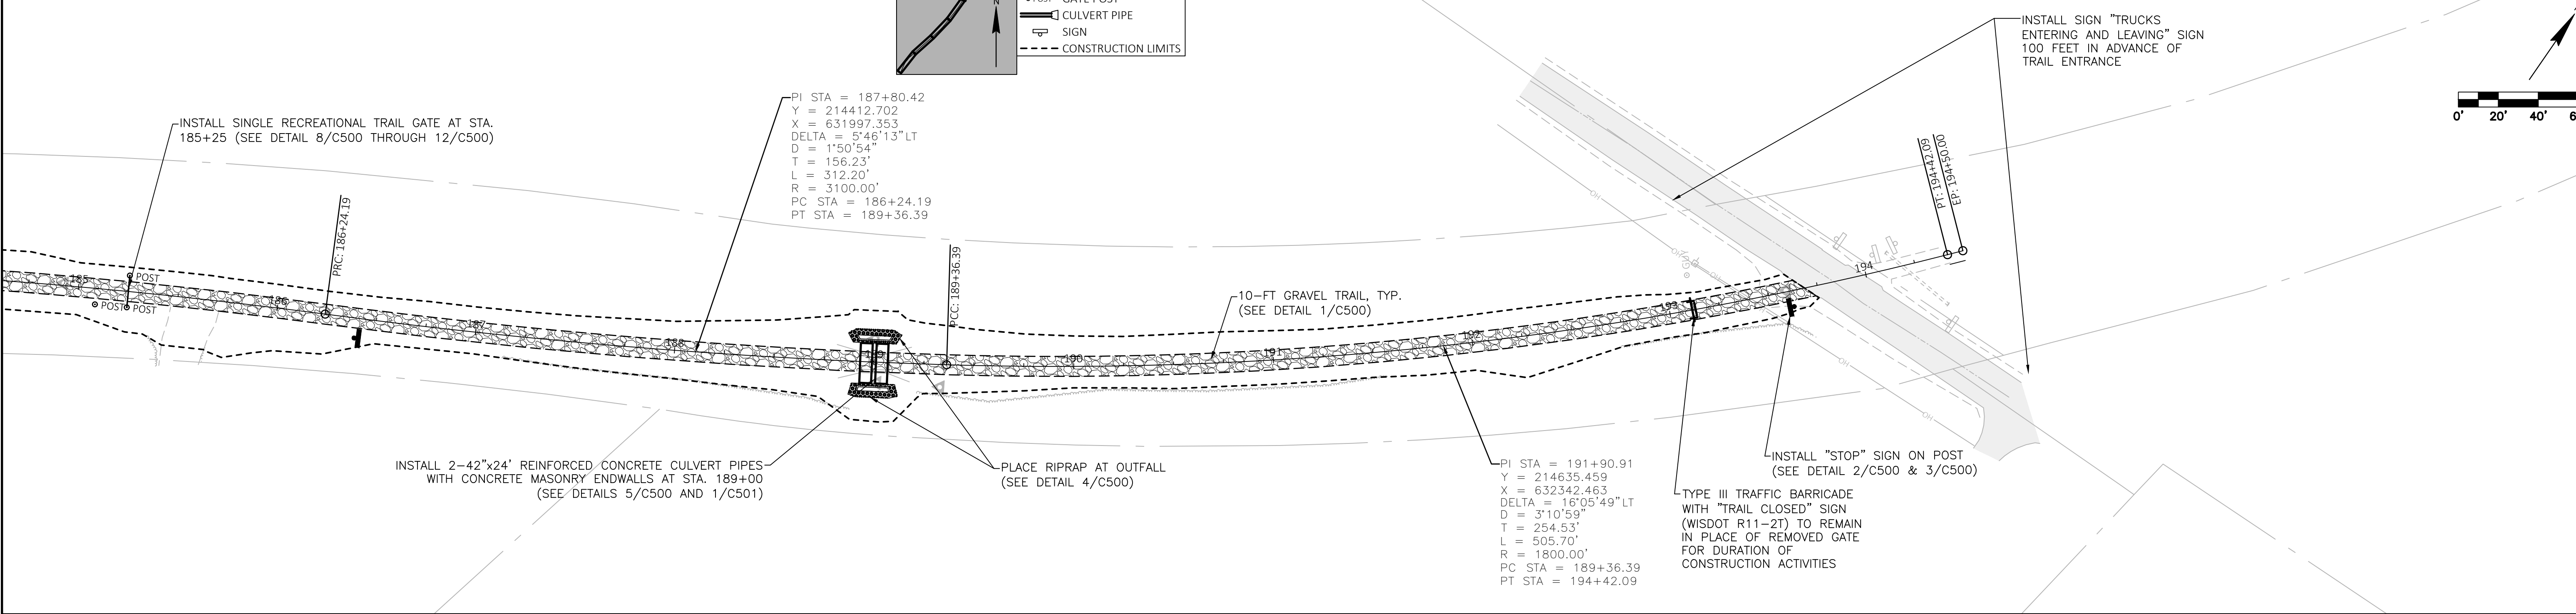 GATE POST
CULVERT PIPE
SIGN
CONSTRUCTION LIMITS
N
INSTALL SIGN "TRUCKS
ENTERING AND LEAVING" SIGN
100 FEET IN ADVANCE OF
TRAIL ENTRANCE
0' 20' 40'
INSTALL SINGLE RECREATIONAL TRAIL GATE AT STA.
185+25 (SEE DETAIL 8/C500 THROUGH 12/C500)
PI STA = 187+80.42
Y = 214412.702
X = 631997.353
DELTA = 5°46'13"LT
D = 1°50'54"
T = 156.23'
L = 312.20'
R = 3100.00'
PC STA = 186+24.19
PT STA = 189+36.39
PRC: 186+24.19
PCC: 189+36.39
PT: 194+42.09
EP: 194+50.00
OH
OH
OH
OH
OH
185
POST
POST
POST
186
187
188
190
191
192
193
194
10-FT GRAVEL TRAIL, TYP.
(SEE DETAIL 1/C500)
INSTALL 2-42"x24' REINFORCED CONCRETE CULVERT PIPES
WITH CONCRETE MASONRY ENDWALLS AT STA. 189+00
(SEE DETAILS 5/C500 AND 1/C501)
PLACE RIPRAP AT OUTFALL
(SEE DETAIL 4/C500)
PI STA = 191+90.91
Y = 214635.459
X = 632342.463
DELTA = 16°05'49"LT
D = 3°10'59"
T = 254.53'
L = 505.70'
R = 1800.00'
PC STA = 189+36.39
PT STA = 194+42.09
INSTALL "STOP" SIGN ON POST
(SEE DETAIL 2/C500 & 3/C500)
TYPE III TRAFFIC BARRICADE
WITH "TRAIL CLOSED" SIGN
(WISDOT R11-2T) TO REMAIN
IN PLACE OF REMOVED GATE
FOR DURATION OF
CONSTRUCTION ACTIVITIES